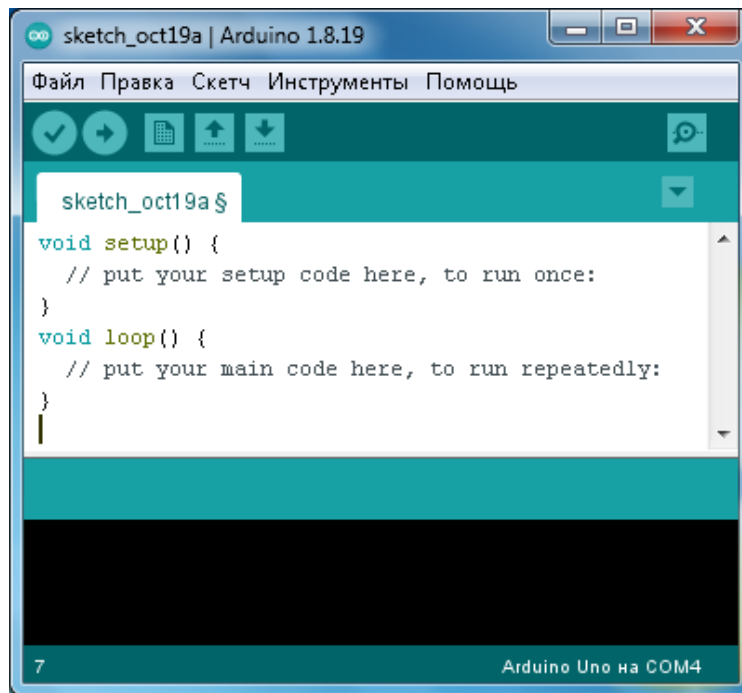 sketch_oct19a | Arduino 1.8.19
Файл Правка Скетч Инструменты Помощь
sketch_oct19a §
void setup() {
  // put your setup code here, to run once:
}
void loop() {
  // put your main code here, to run repeatedly:
}
7 Arduino Uno на COM4